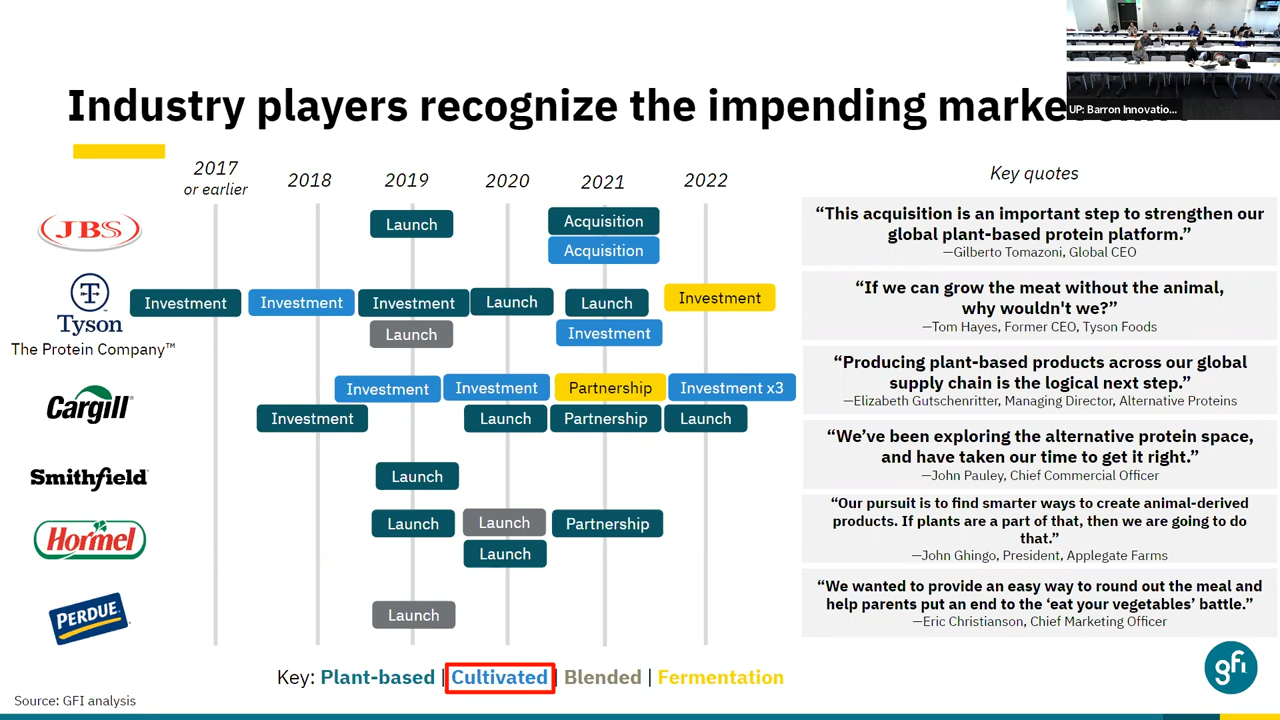 UP: Barron Innovatio...
Industry players recognize the impending market
2017
or earlier
2018
2019
2020
2021
2022
Key quotes
JBS
Launch
Acquisition
Acquisition
“This acquisition is an important step to strengthen our
global plant-based protein platform.”
—Gilberto Tomazoni, Global CEO
T
Tyson
The Protein Company™
Investment
Investment
Investment
Launch
Launch
Investment
Launch
Investment
“If we can grow the meat without the animal,
why wouldn't we?”
—Tom Hayes, Former CEO, Tyson Foods
Cargill
Investment
Investment
Partnership
Investment x3
Investment
Launch
Partnership
Launch
“Producing plant-based products across our global
supply chain is the logical next step.”
—Elizabeth Gutschenritter, Managing Director, Alternative Proteins
Smithfield
Launch
“We’ve been exploring the alternative protein space,
and have taken our time to get it right.”
—John Pauley, Chief Commercial Officer
Hormel
Launch
Launch
Partnership
Launch
“Our pursuit is to find smarter ways to create animal-derived
products. If plants are a part of that, then we are going to do
that.”
—John Ghingo, President, Applegate Farms
PERDUE
Launch
“We wanted to provide an easy way to round out the meal and
help parents put an end to the ‘eat your vegetables’ battle.”
—Eric Christianson, Chief Marketing Officer
Key: Plant-based | Cultivated | Blended | Fermentation
gfi
Source: GFI analysis